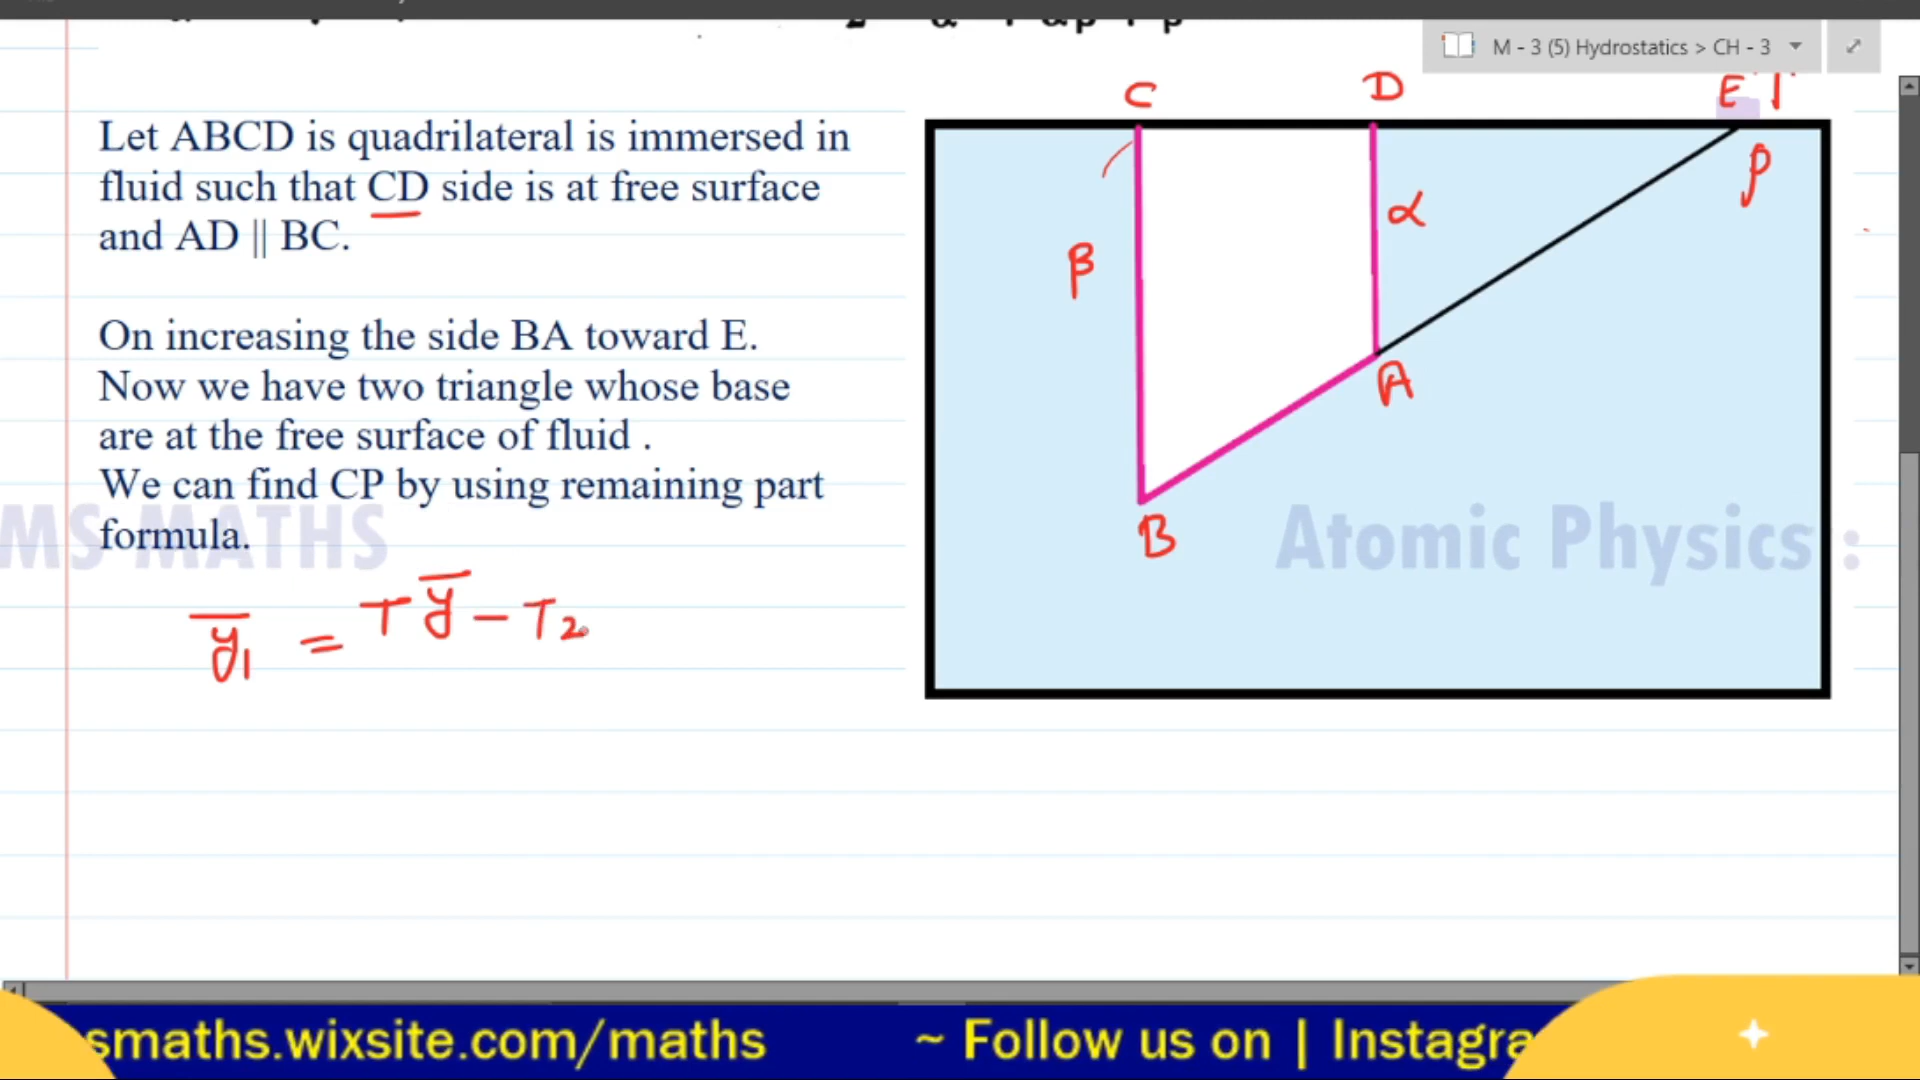 M - 3 (5) Hydrostatics > CH - 3
C D E
Let ABCD is quadrilateral is immersed in
fluid such that CD side is at free surface
and AD || BC.
β α ρ
On increasing the side BA toward E.
Now we have two triangle whose base
are at the free surface of fluid .
We can find CP by using remaining part
formula.
A
B
MS MATHS
Atomic Physics :
y̅₁ = T y̅ - T₂
smaths.wixsite.com/maths ~ Follow us on | Instagra